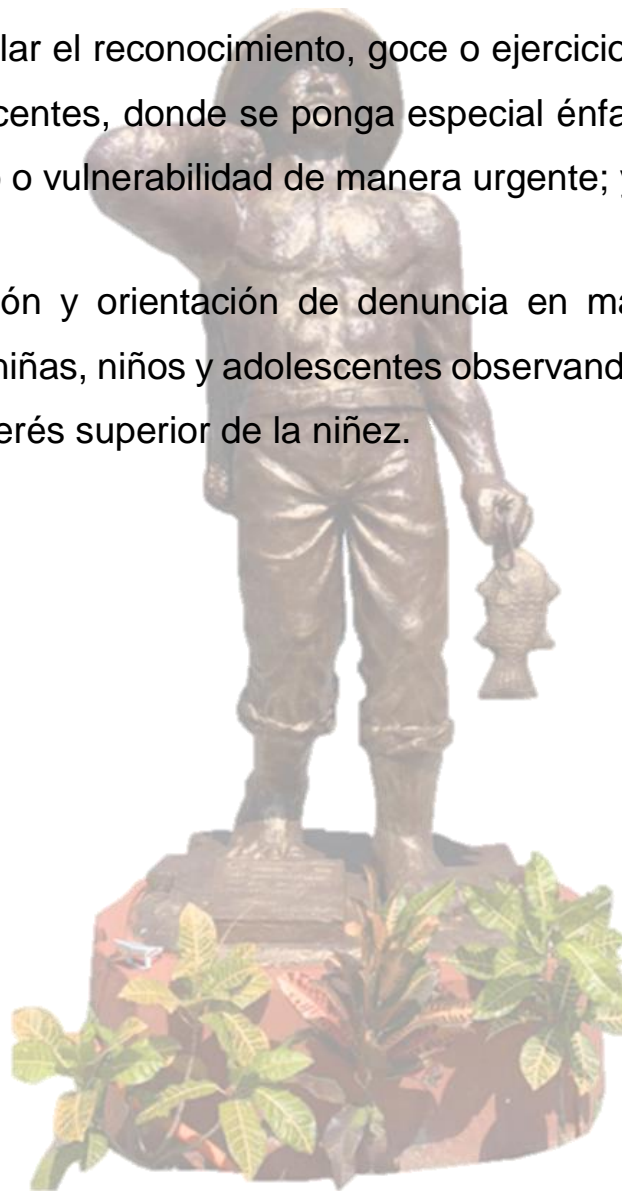 lar el reconocimiento, goce o ejercicio
centes, donde se ponga especial énfa
o vulnerabilidad de manera urgente; y
ón y orientación de denuncia en ma
niñas, niños y adolescentes observand
erés superior de la niñez.